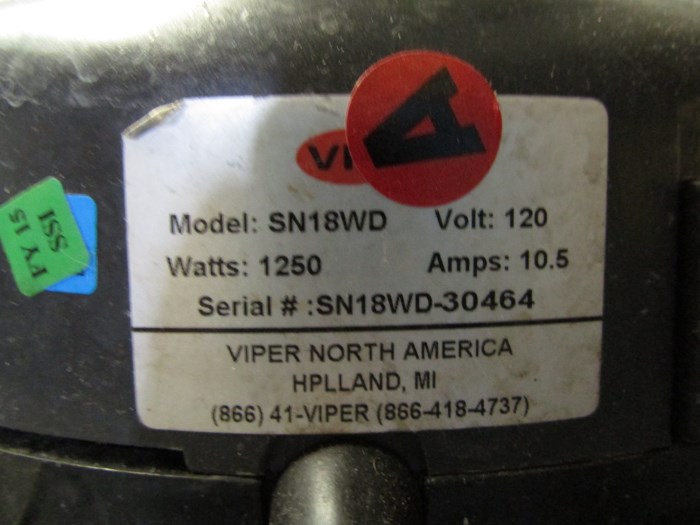 VI
A
Model: SN18WD Volt: 120
Watts: 1250 Amps: 10.5
Serial # :SN18WD-30464
VIPER NORTH AMERICA
HPLLAND, MI
(866) 41-VIPER (866-418-4737)
FY 15
SSI